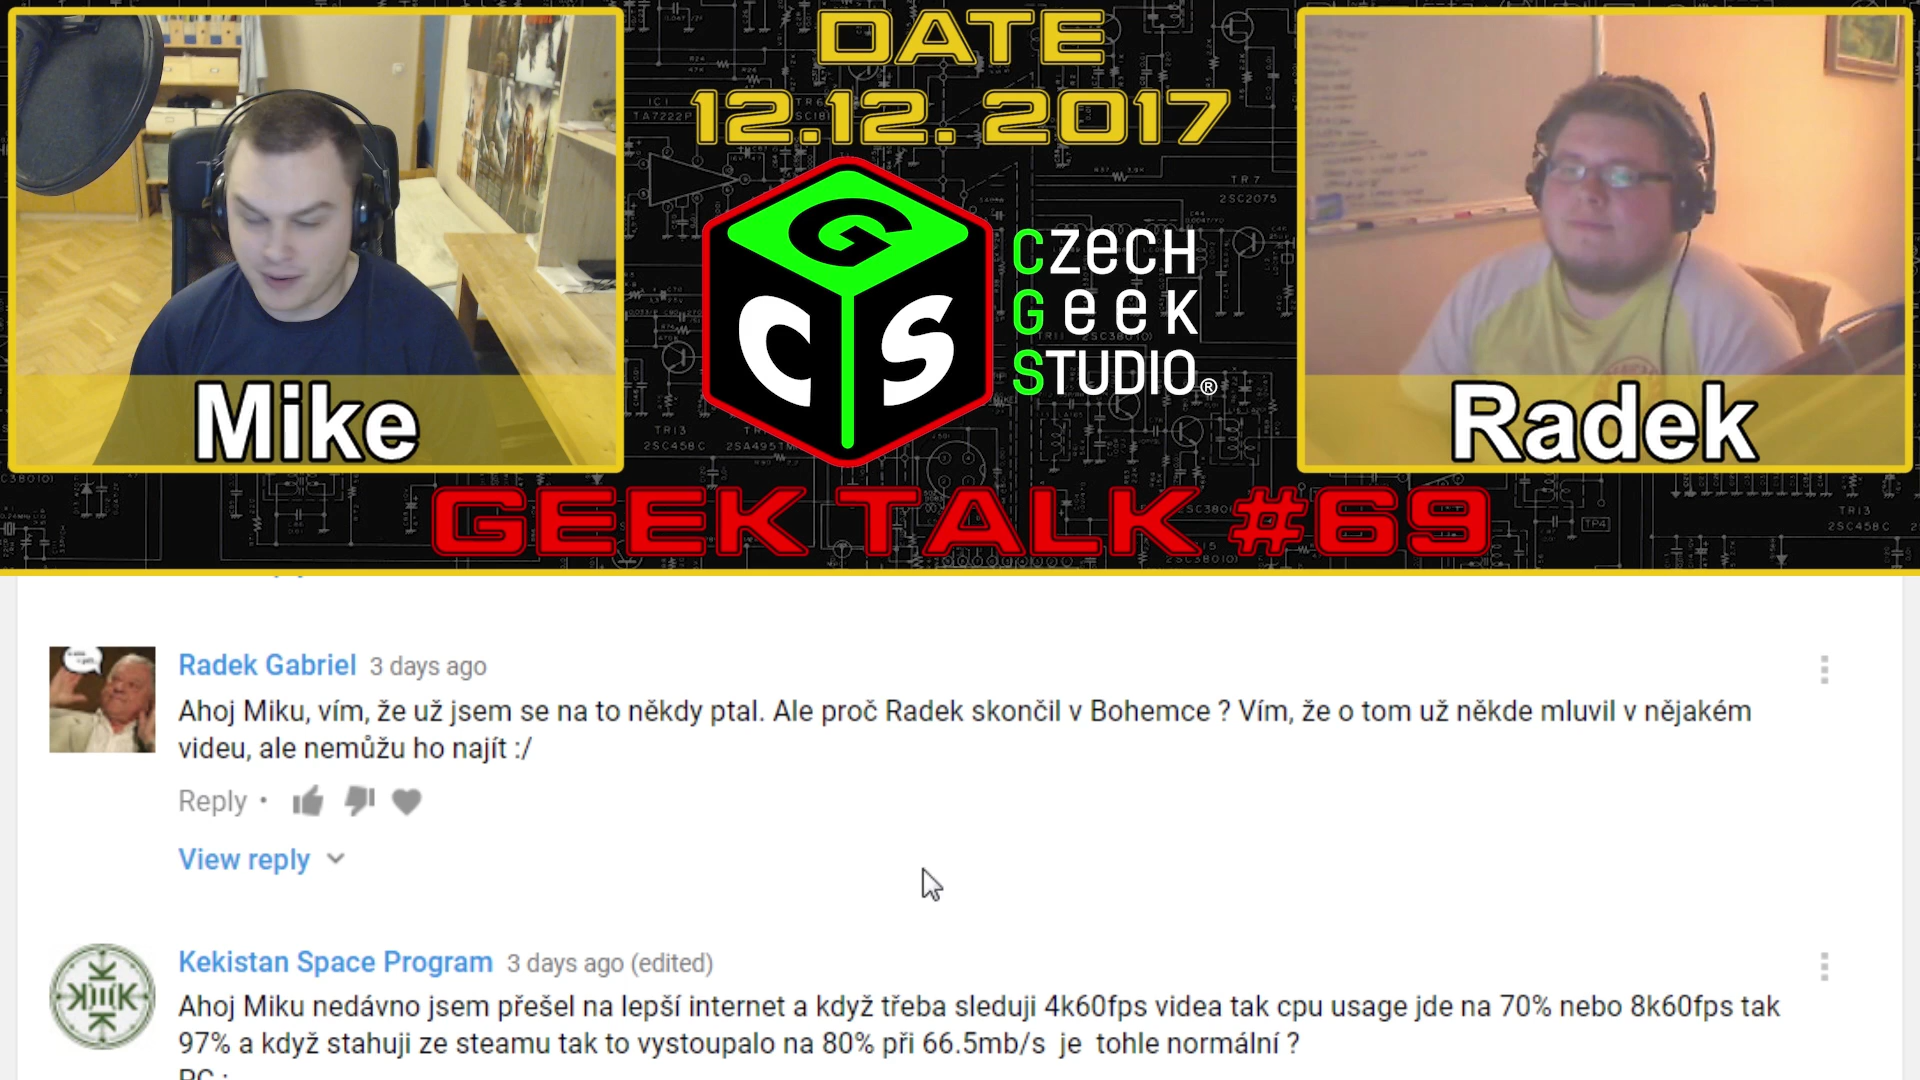 DATE
12.12. 2017
CGS
CZECH
GEEK
STUDIO®
Mike
Radek
GEEK TALK #69
Radek Gabriel 3 days ago
Ahoj Miku, vím, že už jsem se na to někdy ptal. Ale proč Radek skončil v Bohemce ? Vím, že o tom už někde mluvil v nějakém
videu, ale nemůžu ho najít :/
Reply •
View reply
Kekistan Space Program 3 days ago (edited)
Ahoj Miku nedávno jsem přešel na lepší internet a když třeba sleduji 4k60fps videa tak cpu usage jde na 70% nebo 8k60fps tak
97% a když stahuji ze steamu tak to vystoupalo na 80% při 66.5mb/s je tohle normální ?
PC :